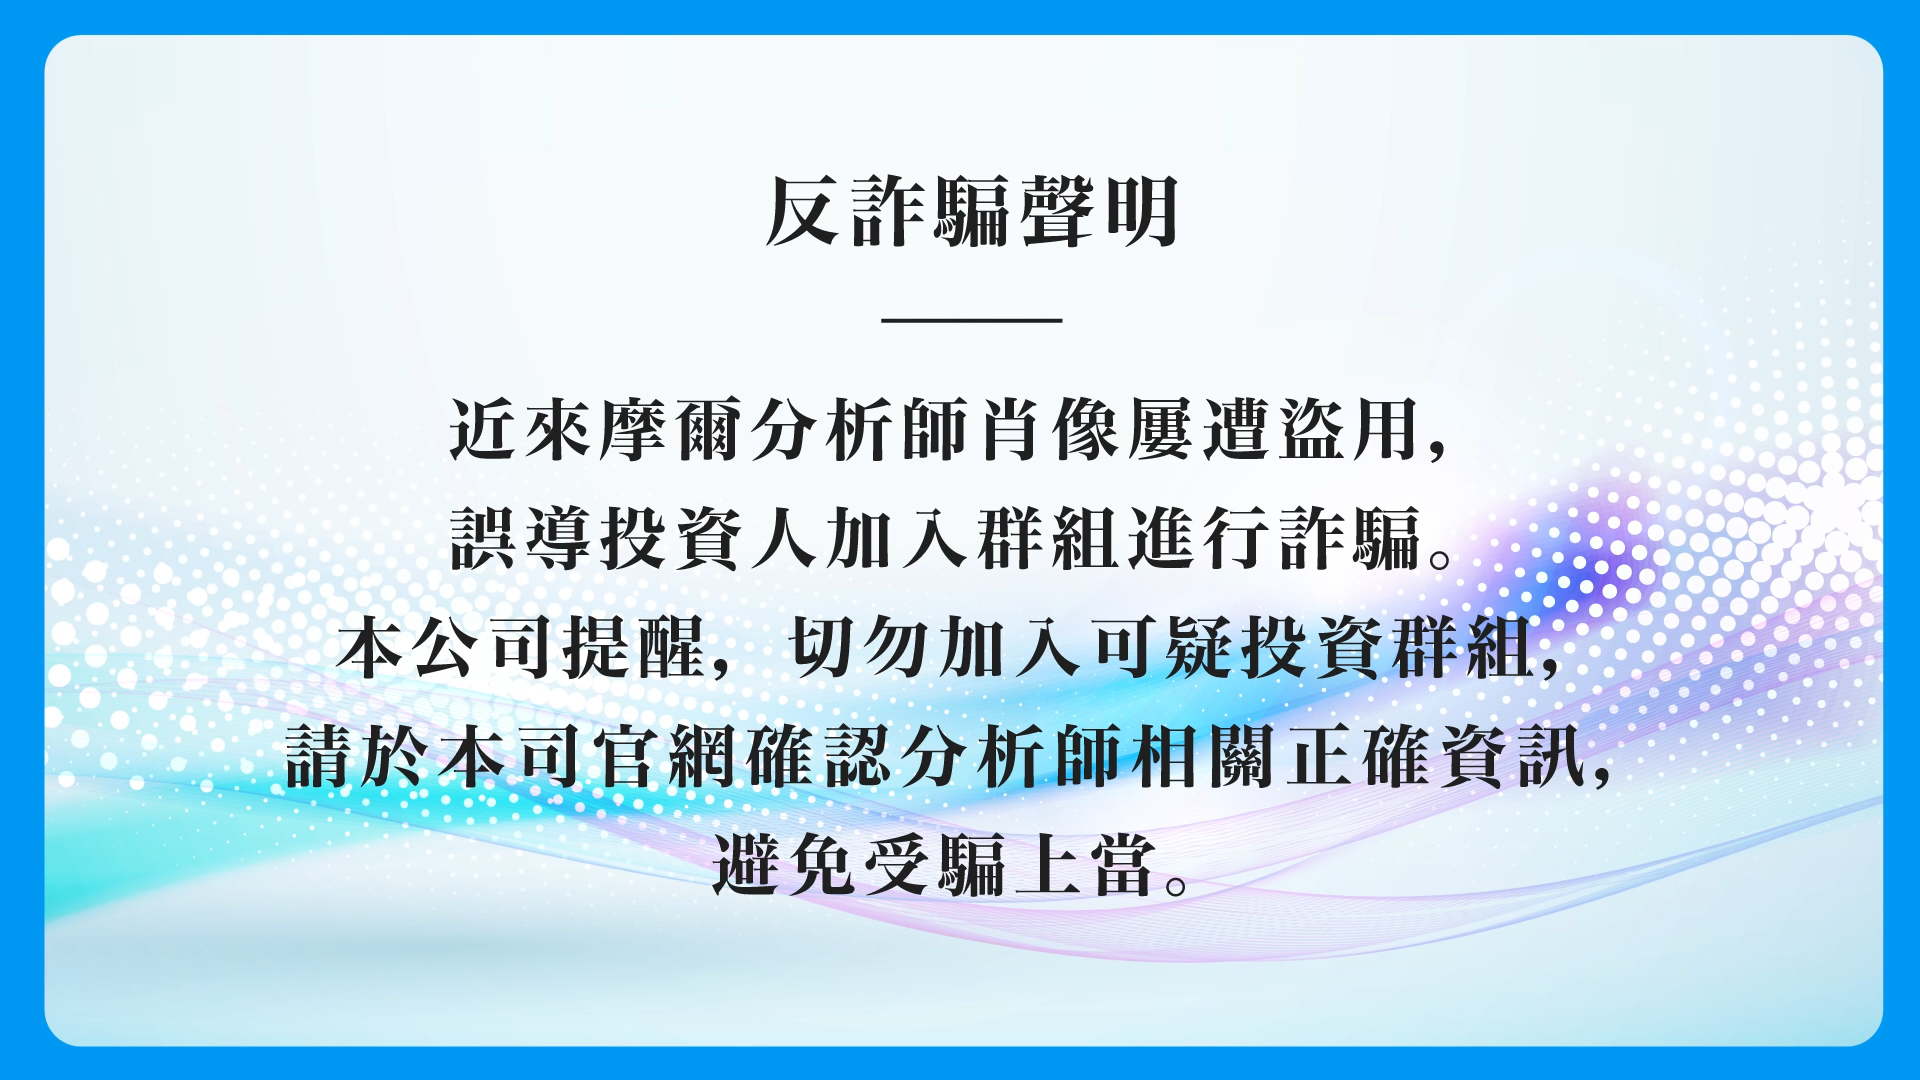 反詐騙聲明
近來摩爾分析師肖像屢遭盜用，
誤導投資人加入群組進行詐騙。
本公司提醒，切勿加入可疑投資群組，
請於本司官網確認分析師相關正確資訊，
避免受騙上當。